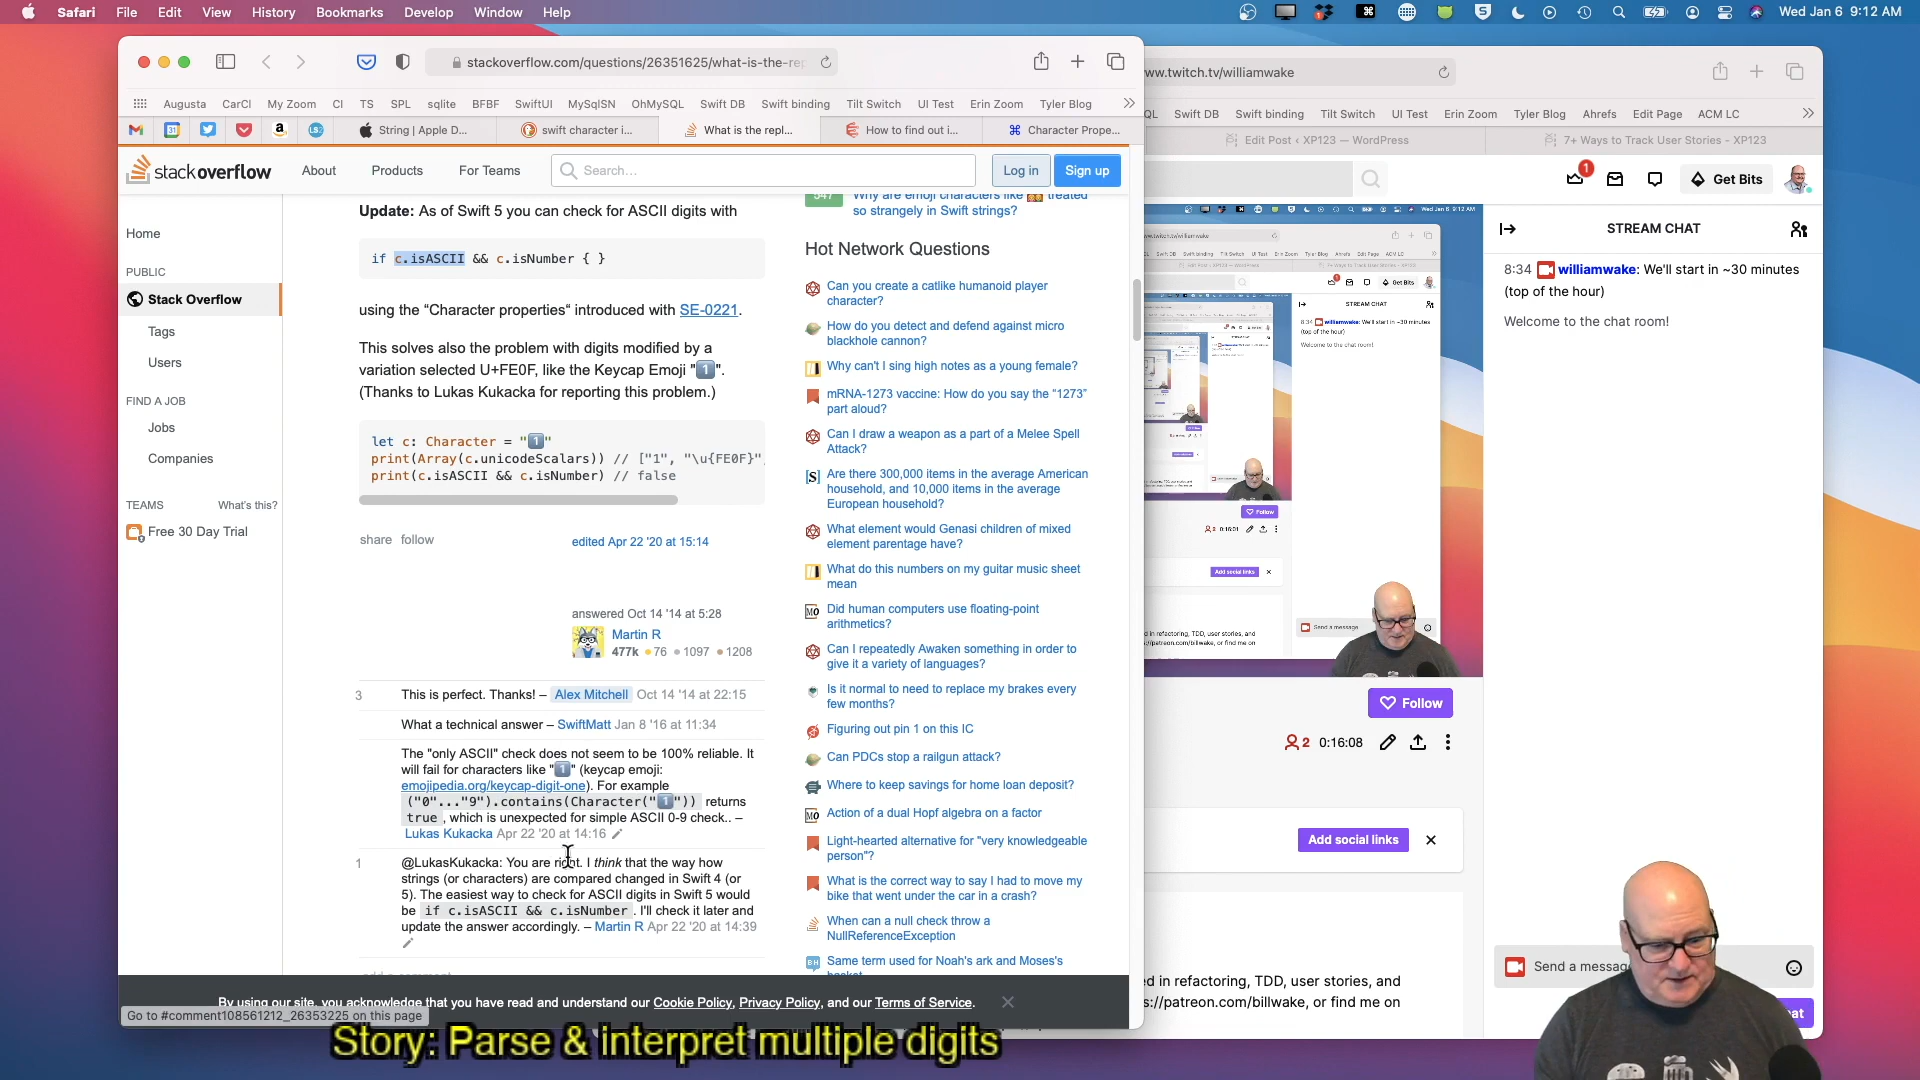 Safari File Edit View History Bookmarks Develop Window Help
Wed Jan 6 9:12 AM
stackoverflow.com/questions/26351625/what-is-the-rep
Augusta CarCl My Zoom CI TS SPL sqlite BFBF SwiftUI MySqlSN OhMySQL Swift DB Swift binding Tilt Switch UI Test Erin Zoom Tyler Blog
String | Apple D... swift character i... What is the repl... How to find out i... Character Prope...
stackoverflow About Products For Teams Search... Log in Sign up
Home
PUBLIC
Stack Overflow
Tags
Users
FIND A JOB
Jobs
Companies
TEAMS What's this?
Free 30 Day Trial
Update: As of Swift 5 you can check for ASCII digits with
if c.isASCII && c.isNumber { }
using the “Character properties“ introduced with SE-0221.
This solves also the problem with digits modified by a
variation selected U+FE0F, like the Keycap Emoji "1️⃣".
(Thanks to Lukas Kukacka for reporting this problem.)
let c: Character = "1️⃣"
print(Array(c.unicodeScalars)) // ["1", "\u{FE0F}",
print(c.isASCII && c.isNumber) // false
share follow
edited Apr 22 '20 at 15:14
answered Oct 14 '14 at 5:28
Martin R
477k 76 1097 1208
3 This is perfect. Thanks! – Alex Mitchell Oct 14 '14 at 22:15
What a technical answer – SwiftMatt Jan 8 '16 at 11:34
The "only ASCII" check does not seem to be 100% reliable. It
will fail for characters like "1️⃣" (keycap emoji:
emojipedia.org/keycap-digit-one). For example
("0"..."9").contains(Character("1️⃣")) returns
true , which is unexpected for simple ASCII 0-9 check.. –
Lukas Kukacka Apr 22 '20 at 14:16
1 @LukasKukacka: You are right. I think that the way how
strings (or characters) are compared changed in Swift 4 (or
5). The easiest way to check for ASCII digits in Swift 5 would
be if c.isASCII && c.isNumber . I'll check it later and
update the answer accordingly. – Martin R Apr 22 '20 at 14:39
add a comment
547 Why are emoji characters like 👩‍👩‍👧‍👦 treated
so strangely in Swift strings?
Hot Network Questions
Can you create a catlike humanoid player
character?
How do you detect and defend against micro
blackhole cannon?
Why can't I sing high notes as a young female?
mRNA-1273 vaccine: How do you say the “1273”
part aloud?
Can I draw a weapon as a part of a Melee Spell
Attack?
Are there 300,000 items in the average American
household, and 10,000 items in the average
European household?
What element would Genasi children of mixed
element parentage have?
What do this numbers on my guitar music sheet
mean
Did human computers use floating-point
arithmetics?
Can I repeatedly Awaken something in order to
give it a variety of languages?
Is it normal to need to replace my brakes every
few months?
Figuring out pin 1 on this IC
Can PDCs stop a railgun attack?
Where to keep savings for home loan deposit?
Action of a dual Hopf algebra on a factor
Light-hearted alternative for "very knowledgeable
person"?
What is the correct way to say I had to move my
bike that went under the car in a crash?
When can a null check throw a
NullReferenceException
Same term used for Noah's ark and Moses's
basket
By using our site, you acknowledge that you have read and understand our Cookie Policy, Privacy Policy, and our Terms of Service.
Go to #comment108561212_26353225 on this page
Story: Parse & interpret multiple digits
ww.twitch.tv/williamwake
QL Swift DB Swift binding Tilt Switch UI Test Erin Zoom Tyler Blog Ahrefs Edit Page ACM LC
Edit Post ‹ XP123 — WordPress 7+ Ways to Track User Stories - XP123
1 Get Bits
STREAM CHAT
8:34 williamwake: We'll start in ~30 minutes
(top of the hour)
Welcome to the chat room!
Follow
2 0:16:01
Add social links
Follow
2 0:16:08
Add social links
d in refactoring, TDD, user stories, and
s://patreon.com/billwake, or find me on
Send a messag
at